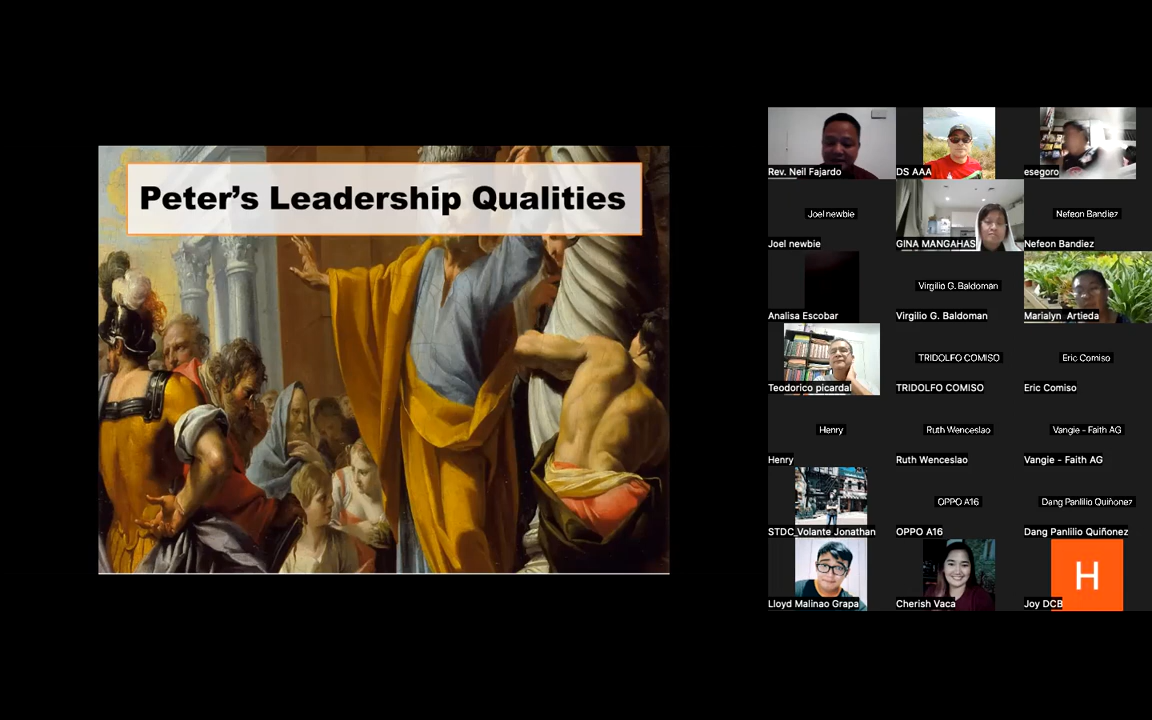 Peter's Leadership Qualities
Rev. Neil Fajardo
DS AAA
esegoro
Joel newbie
Joel newbie
GINA MANGAHAS
Nefeon Bandiez
Nefeon Bandiez
Analisa Escobar
Virgilio G. Baldoman
Virgilio G. Baldoman
Marialyn Artieda
Teodorico picardal
TRIDOLFO COMISO
TRIDOLFO COMISO
Eric Comiso
Eric Comiso
Henry
Henry
Ruth Wenceslao
Ruth Wenceslao
Vangie - Faith AG
Vangie - Faith AG
STDC_Volante Jonathan
OPPO A16
OPPO A16
Dang Panlilio Quiñonez
Dang Panlilio Quiñonez
Lloyd Malinao Grapa
Cherish Vaca
H
Joy DCB